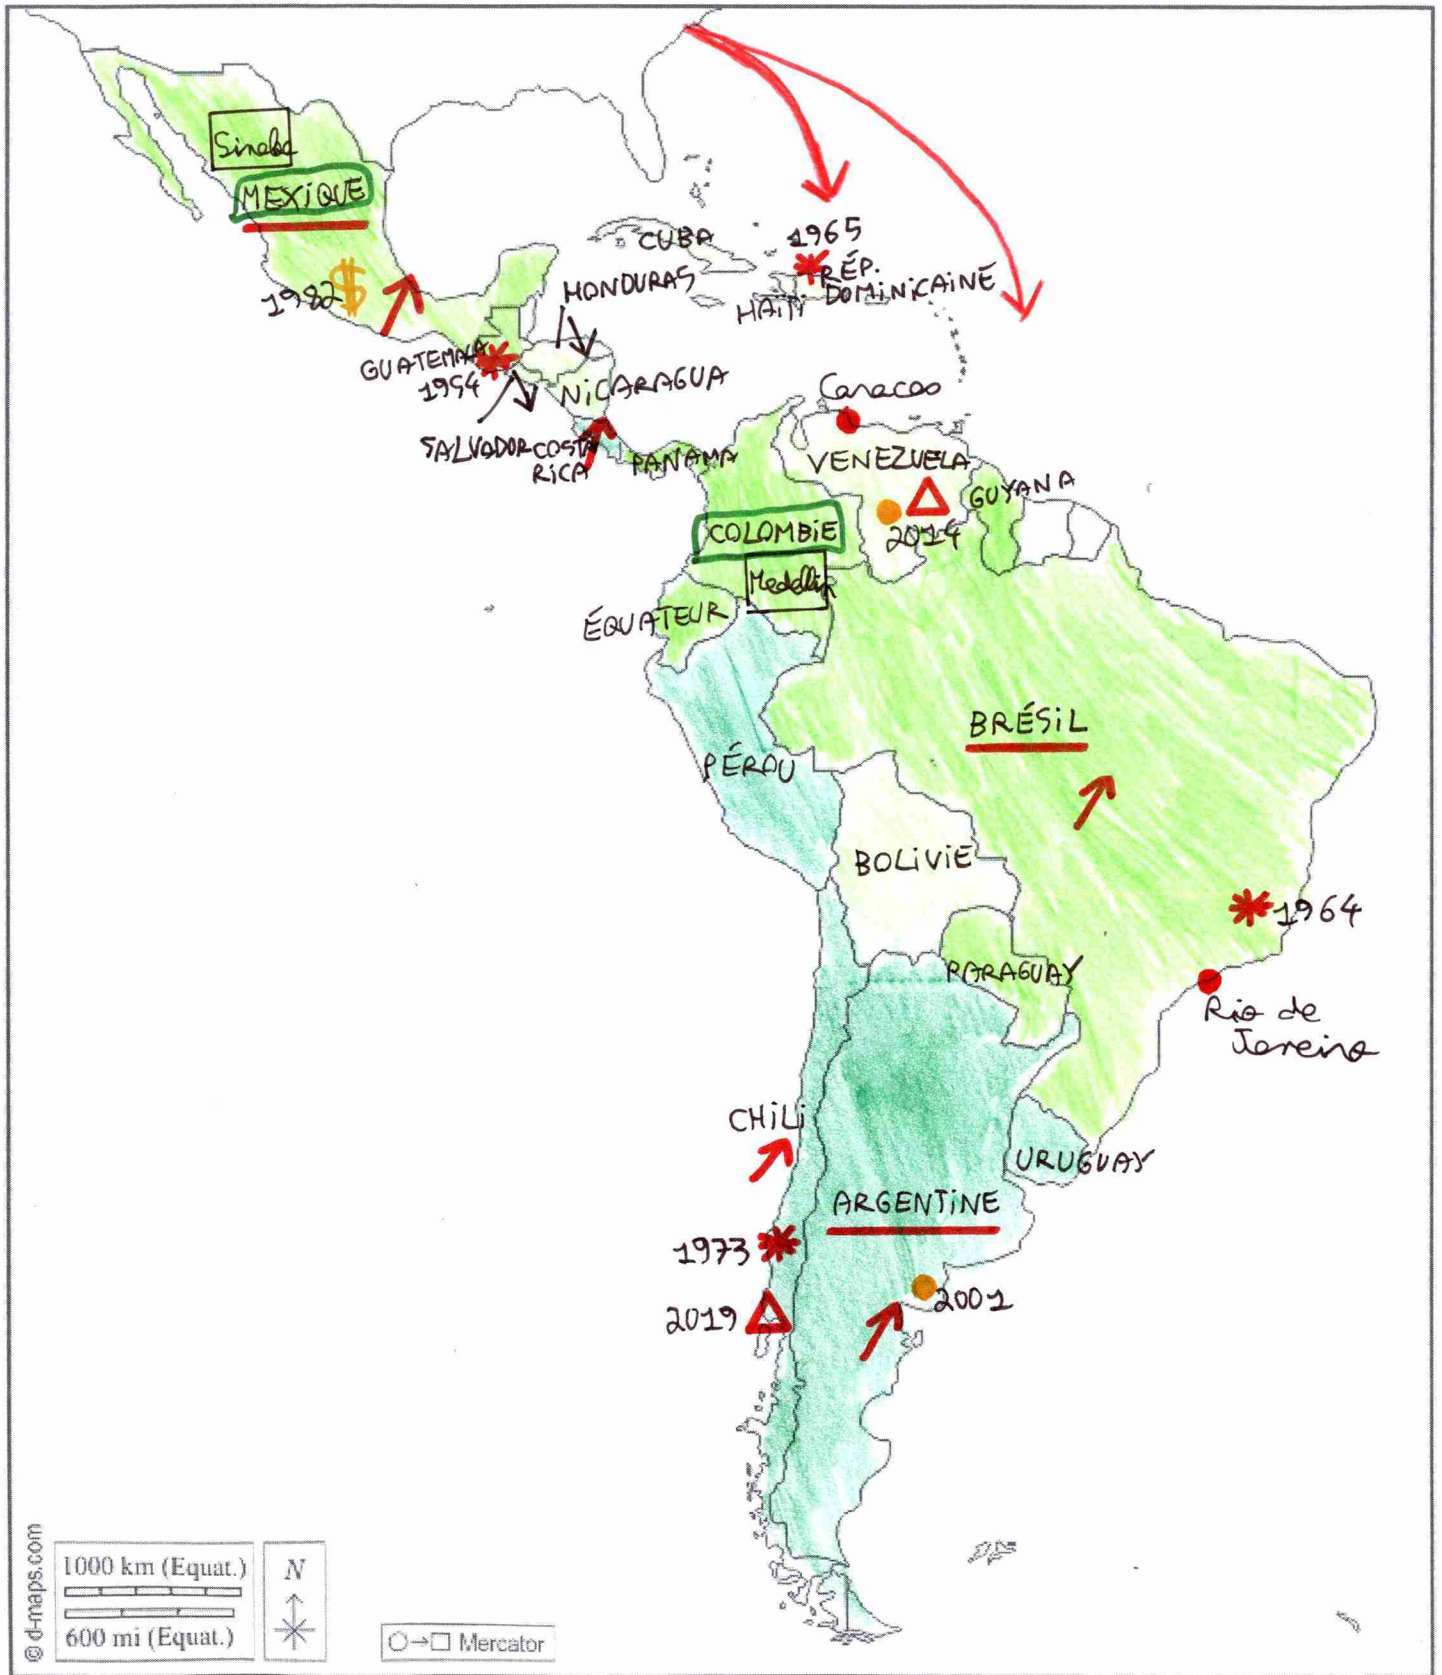 Sinaloa
MEXIQUE
1982 $
CUBA
1965
RÉP.
DOMINICAINE
HAÏTI
HONDURAS
GUATEMALA
1954
NICARAGUA
SALVADOR
COSTA
RICA
PANAMA
Caracas
VENEZUELA
2014
GUYANA
COLOMBIE
Medellin
ÉQUATEUR
BRÉSIL
PÉROU
BOLIVIE
1964
PARAGUAY
Rio de
Janeiro
CHILI
URUGUAY
ARGENTINE
1973
2019
2001
© d-maps.com
1000 km (Equat.)
600 mi (Equat.)
N
Mercator